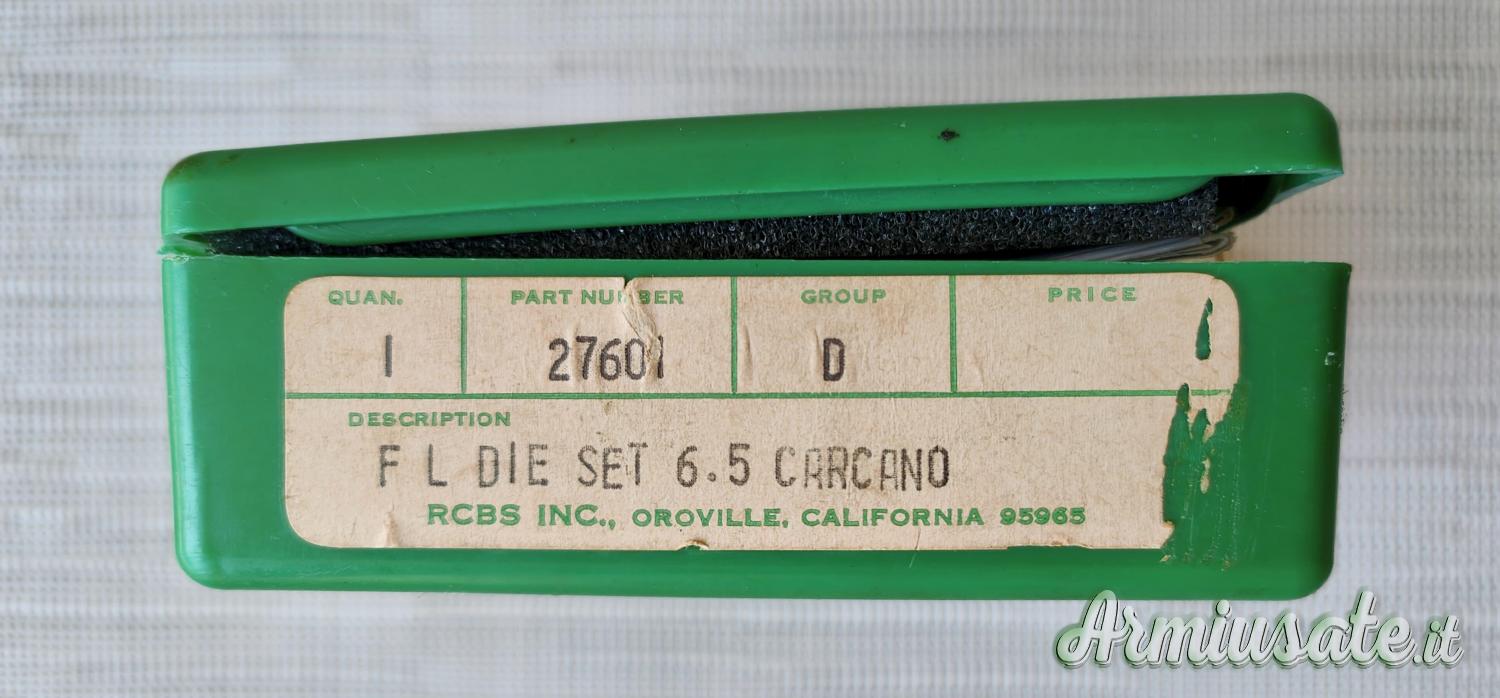 QUAN. PART NUMBER GROUP PRICE
1 27601 D
DESCRIPTION
F L DIE SET 6.5 CARCANO
RCBS INC., OROVILLE, CALIFORNIA 95965
Armiusate.it